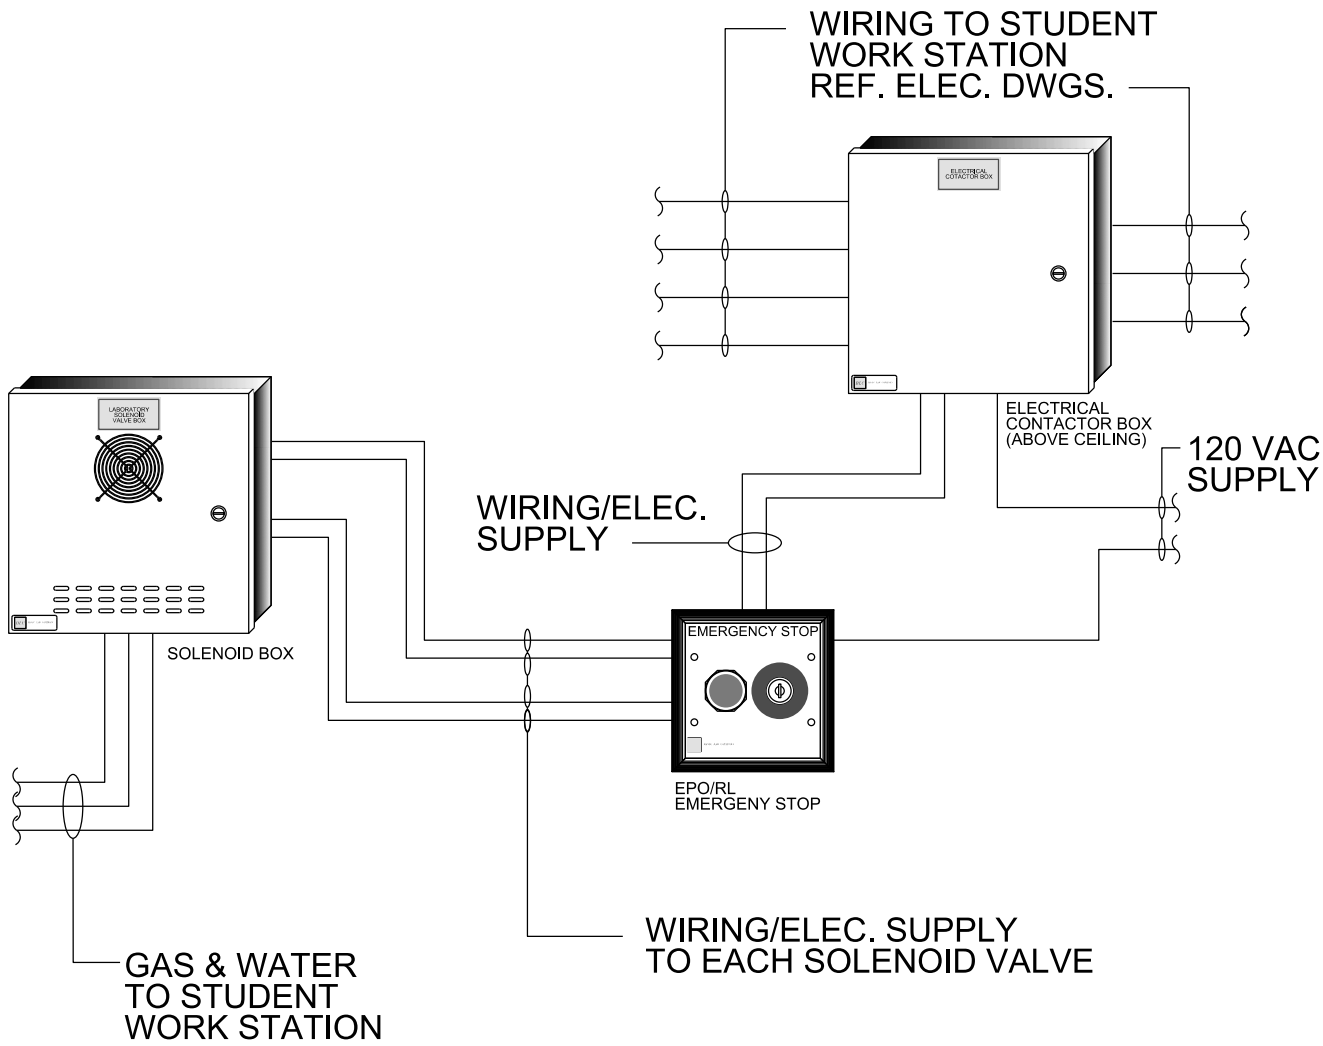 WIRING TO STUDENT
WORK STATION
REF. ELEC. DWGS.
ELECTRICAL
COTACTOR BOX
ELECTRICAL
CONTACTOR BOX
(ABOVE CEILING)
120 VAC
SUPPLY
LABORATORY
SOLENOID
VALVE BOX
WIRING/ELEC.
SUPPLY
SOLENOID BOX
EMERGENCY STOP
EPO/RL
EMERGENY STOP
WIRING/ELEC. SUPPLY
TO EACH SOLENOID VALVE
GAS & WATER
TO STUDENT
WORK STATION